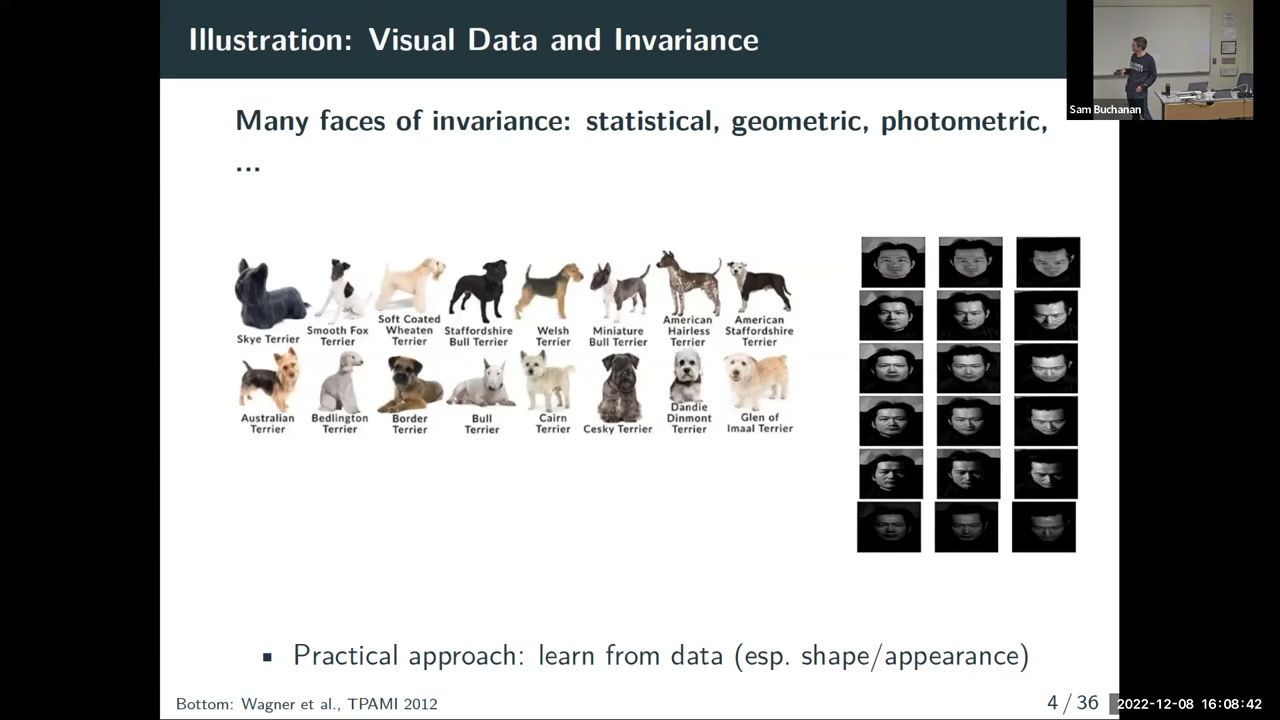 Illustration: Visual Data and Invariance
Sam Buchanan
Many faces of invariance: statistical, geometric, photometric,
...
Skye Terrier
Smooth Fox
Terrier
Soft Coated
Wheaten
Terrier
Staffordshire
Bull Terrier
Welsh
Terrier
Miniature
Bull Terrier
American
Hairless
Terrier
American
Staffordshire
Terrier
Australian
Terrier
Bedlington
Terrier
Border
Terrier
Bull
Terrier
Cairn
Terrier
Cesky Terrier
Dandie
Dinmont
Terrier
Glen of
Imaal Terrier
▪ Practical approach: learn from data (esp. shape/appearance)
Bottom: Wagner et al., TPAMI 2012
4 / 36
2022-12-08 16:08:42